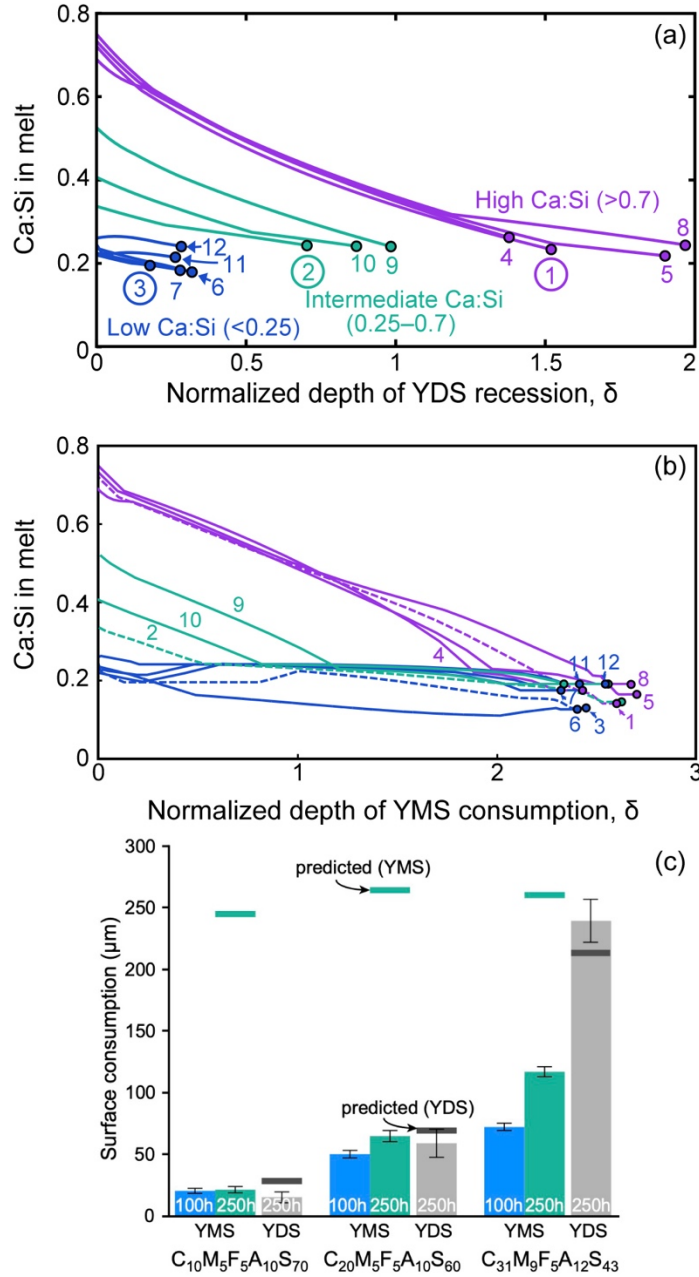 (a)
0.8
0.6
0.4
0.2
0
Ca:Si in melt
High Ca:Si (>0.7)
8
12
11
4
1
5
3
7
6
2
10
9
Intermediate Ca:Si
(0.25–0.7)
Low Ca:Si (<0.25)
0 0.5 1 1.5 2
Normalized depth of YDS recession, δ
(b)
0.8
0.6
0.4
0.2
0
Ca:Si in melt
9
10
2
4
11
12
8
5
6
3
1
0 1 2 3
Normalized depth of YMS consumption, δ
(c)
300
250
200
150
100
50
0
Surface consumption (µm)
predicted (YMS)
predicted (YDS)
100h 250h 250h 100h 250h 250h 100h 250h 250h
YMS YDS YMS YDS YMS YDS
C₁₀M₅F₅A₁₀S₇₀ C₂₀M₅F₅A₁₀S₆₀ C₃₁M₉F₅A₁₂S₄₃